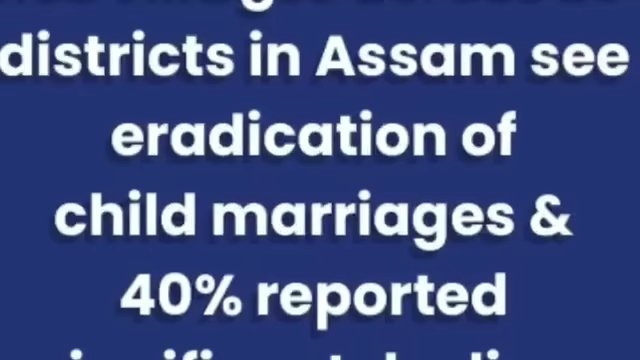 districts in Assam see
eradication of
child marriages &
40% reported